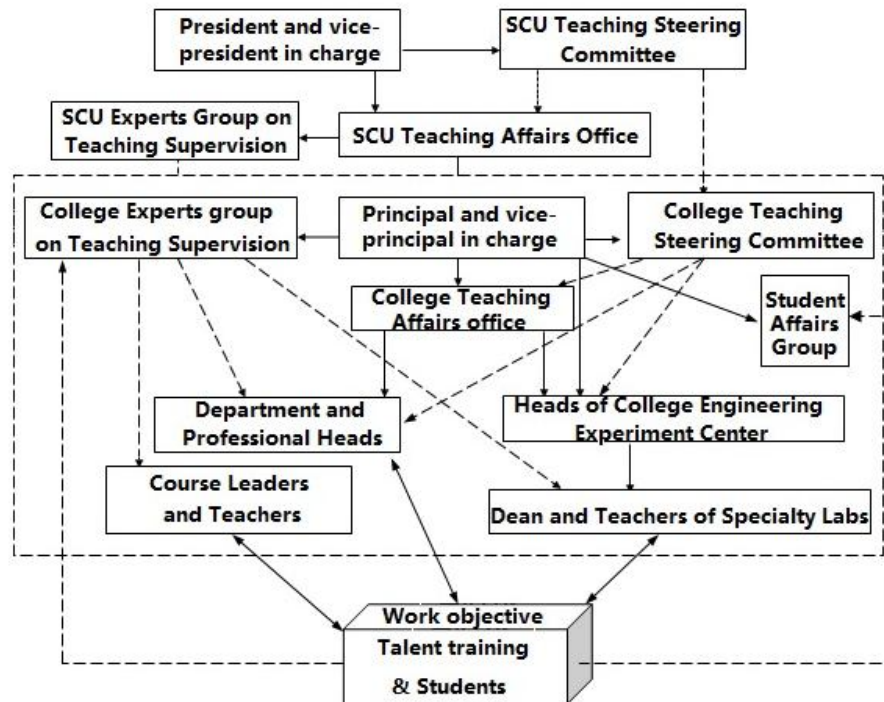 President and vice-
president in charge
SCU Teaching Steering
Committee
SCU Experts Group on
Teaching Supervision
SCU Teaching Affairs Office
College Experts group
on Teaching Supervision
Principal and vice-
principal in charge
College Teaching
Steering Committee
College Teaching
Affairs office
Student
Affairs
Group
Department and
Professional Heads
Heads of College Engineering
Experiment Center
Course Leaders
and Teachers
Dean and Teachers of Specialty Labs
Work objective
Talent training
& Students